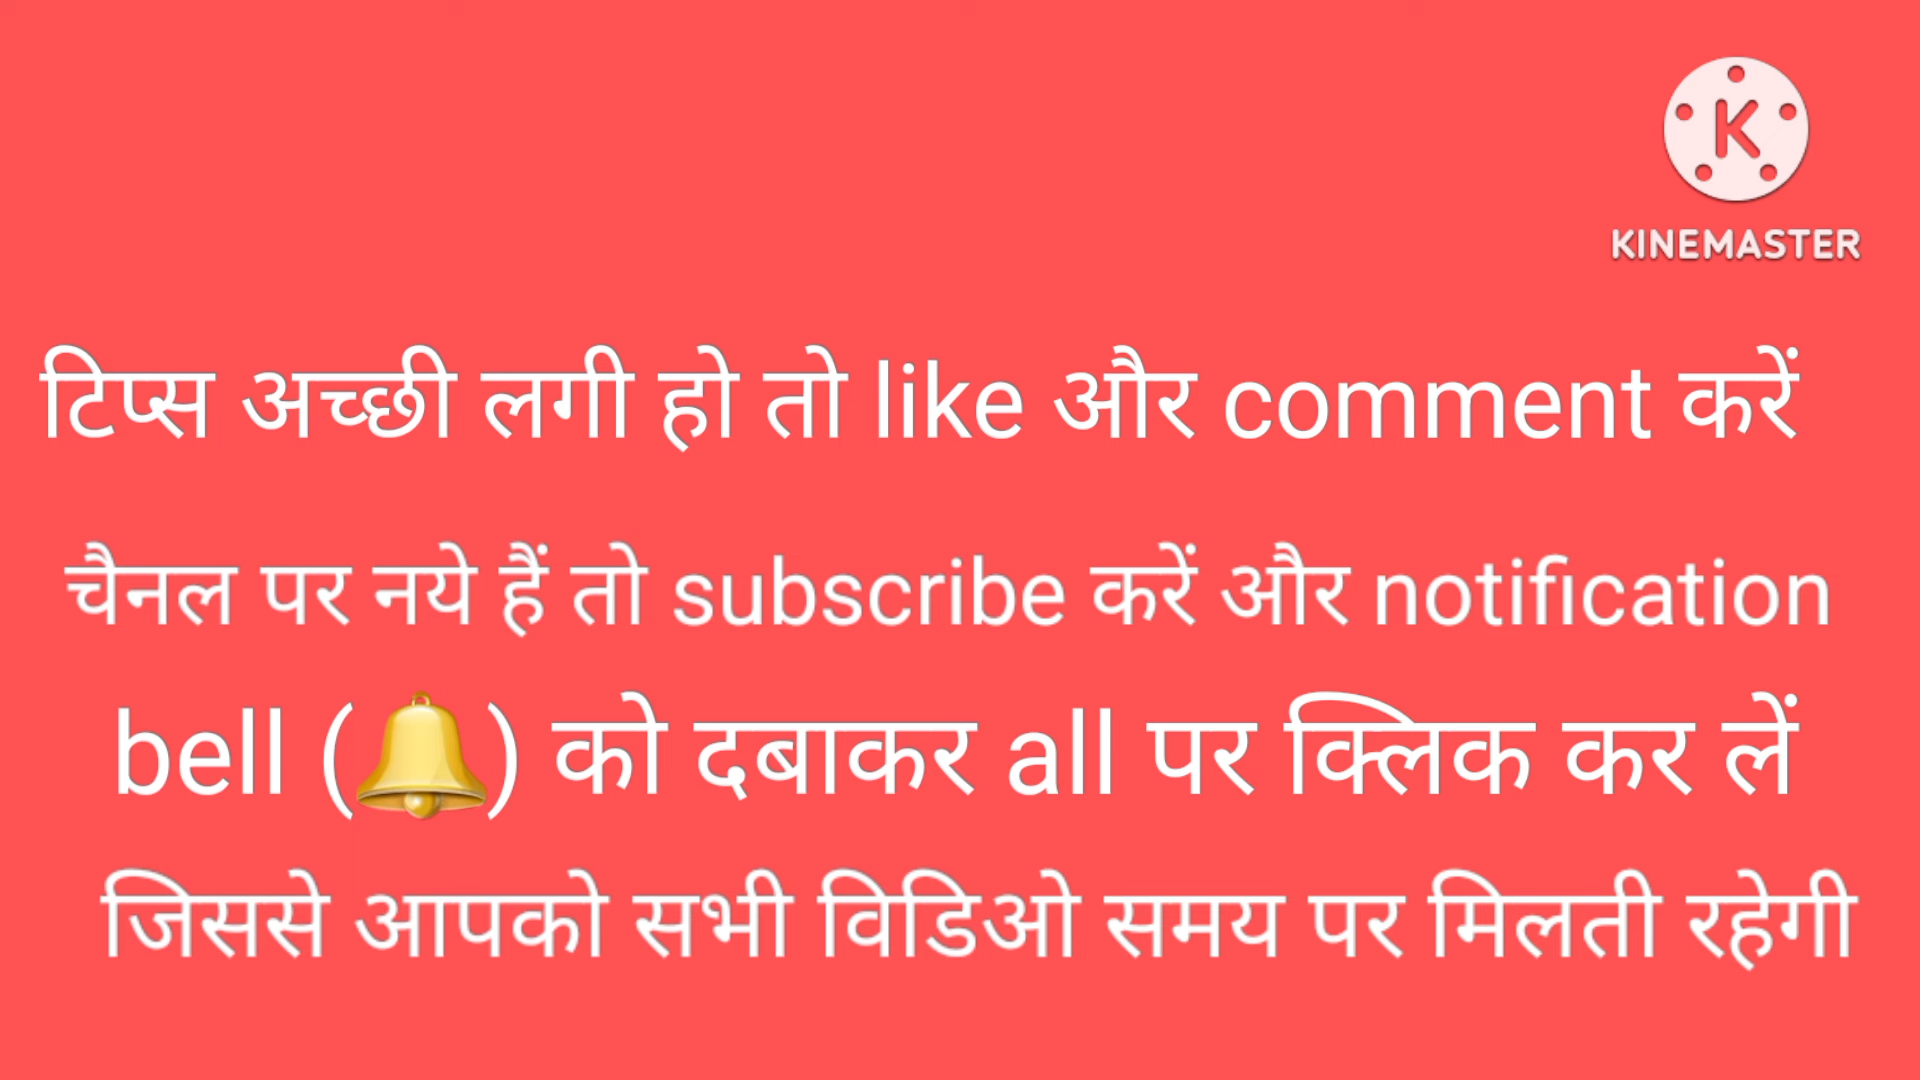 K
KINEMASTER
टिप्स अच्छी लगी हो तो like और comment करें
चैनल पर नये हैं तो subscribe करें और notification
bell (🔔) को दबाकर all पर क्लिक कर लें
जिससे आपको सभी विडिओ समय पर मिलती रहेगी